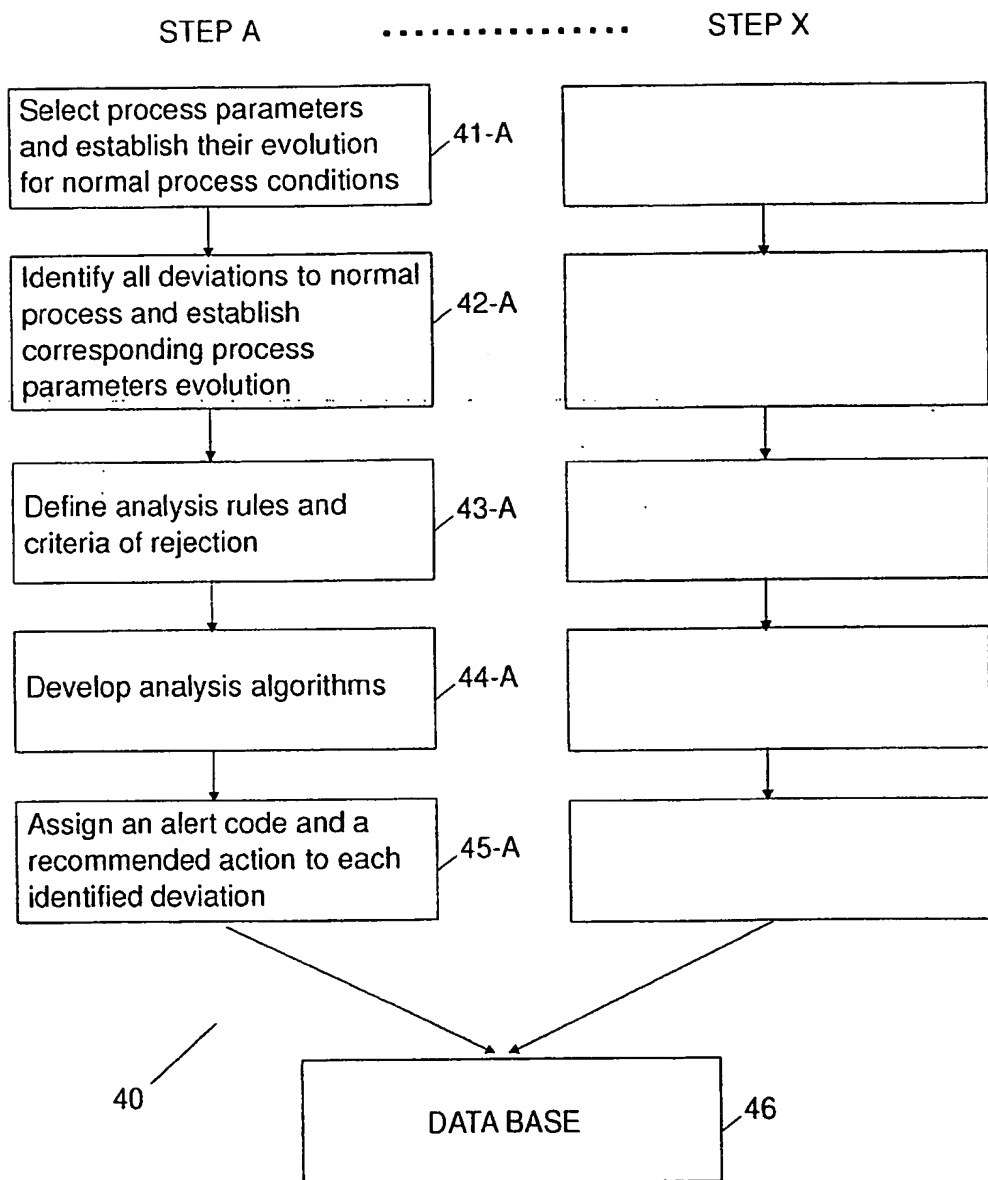 STEP A ............... STEP X
Select process parameters
and establish their evolution
for normal process conditions
41-A
Identify all deviations to normal
process and establish
corresponding process
parameters evolution
42-A
Define analysis rules and
criteria of rejection
43-A
Develop analysis algorithms
44-A
Assign an alert code and a
recommended action to each
identified deviation
45-A
40
DATA BASE
46